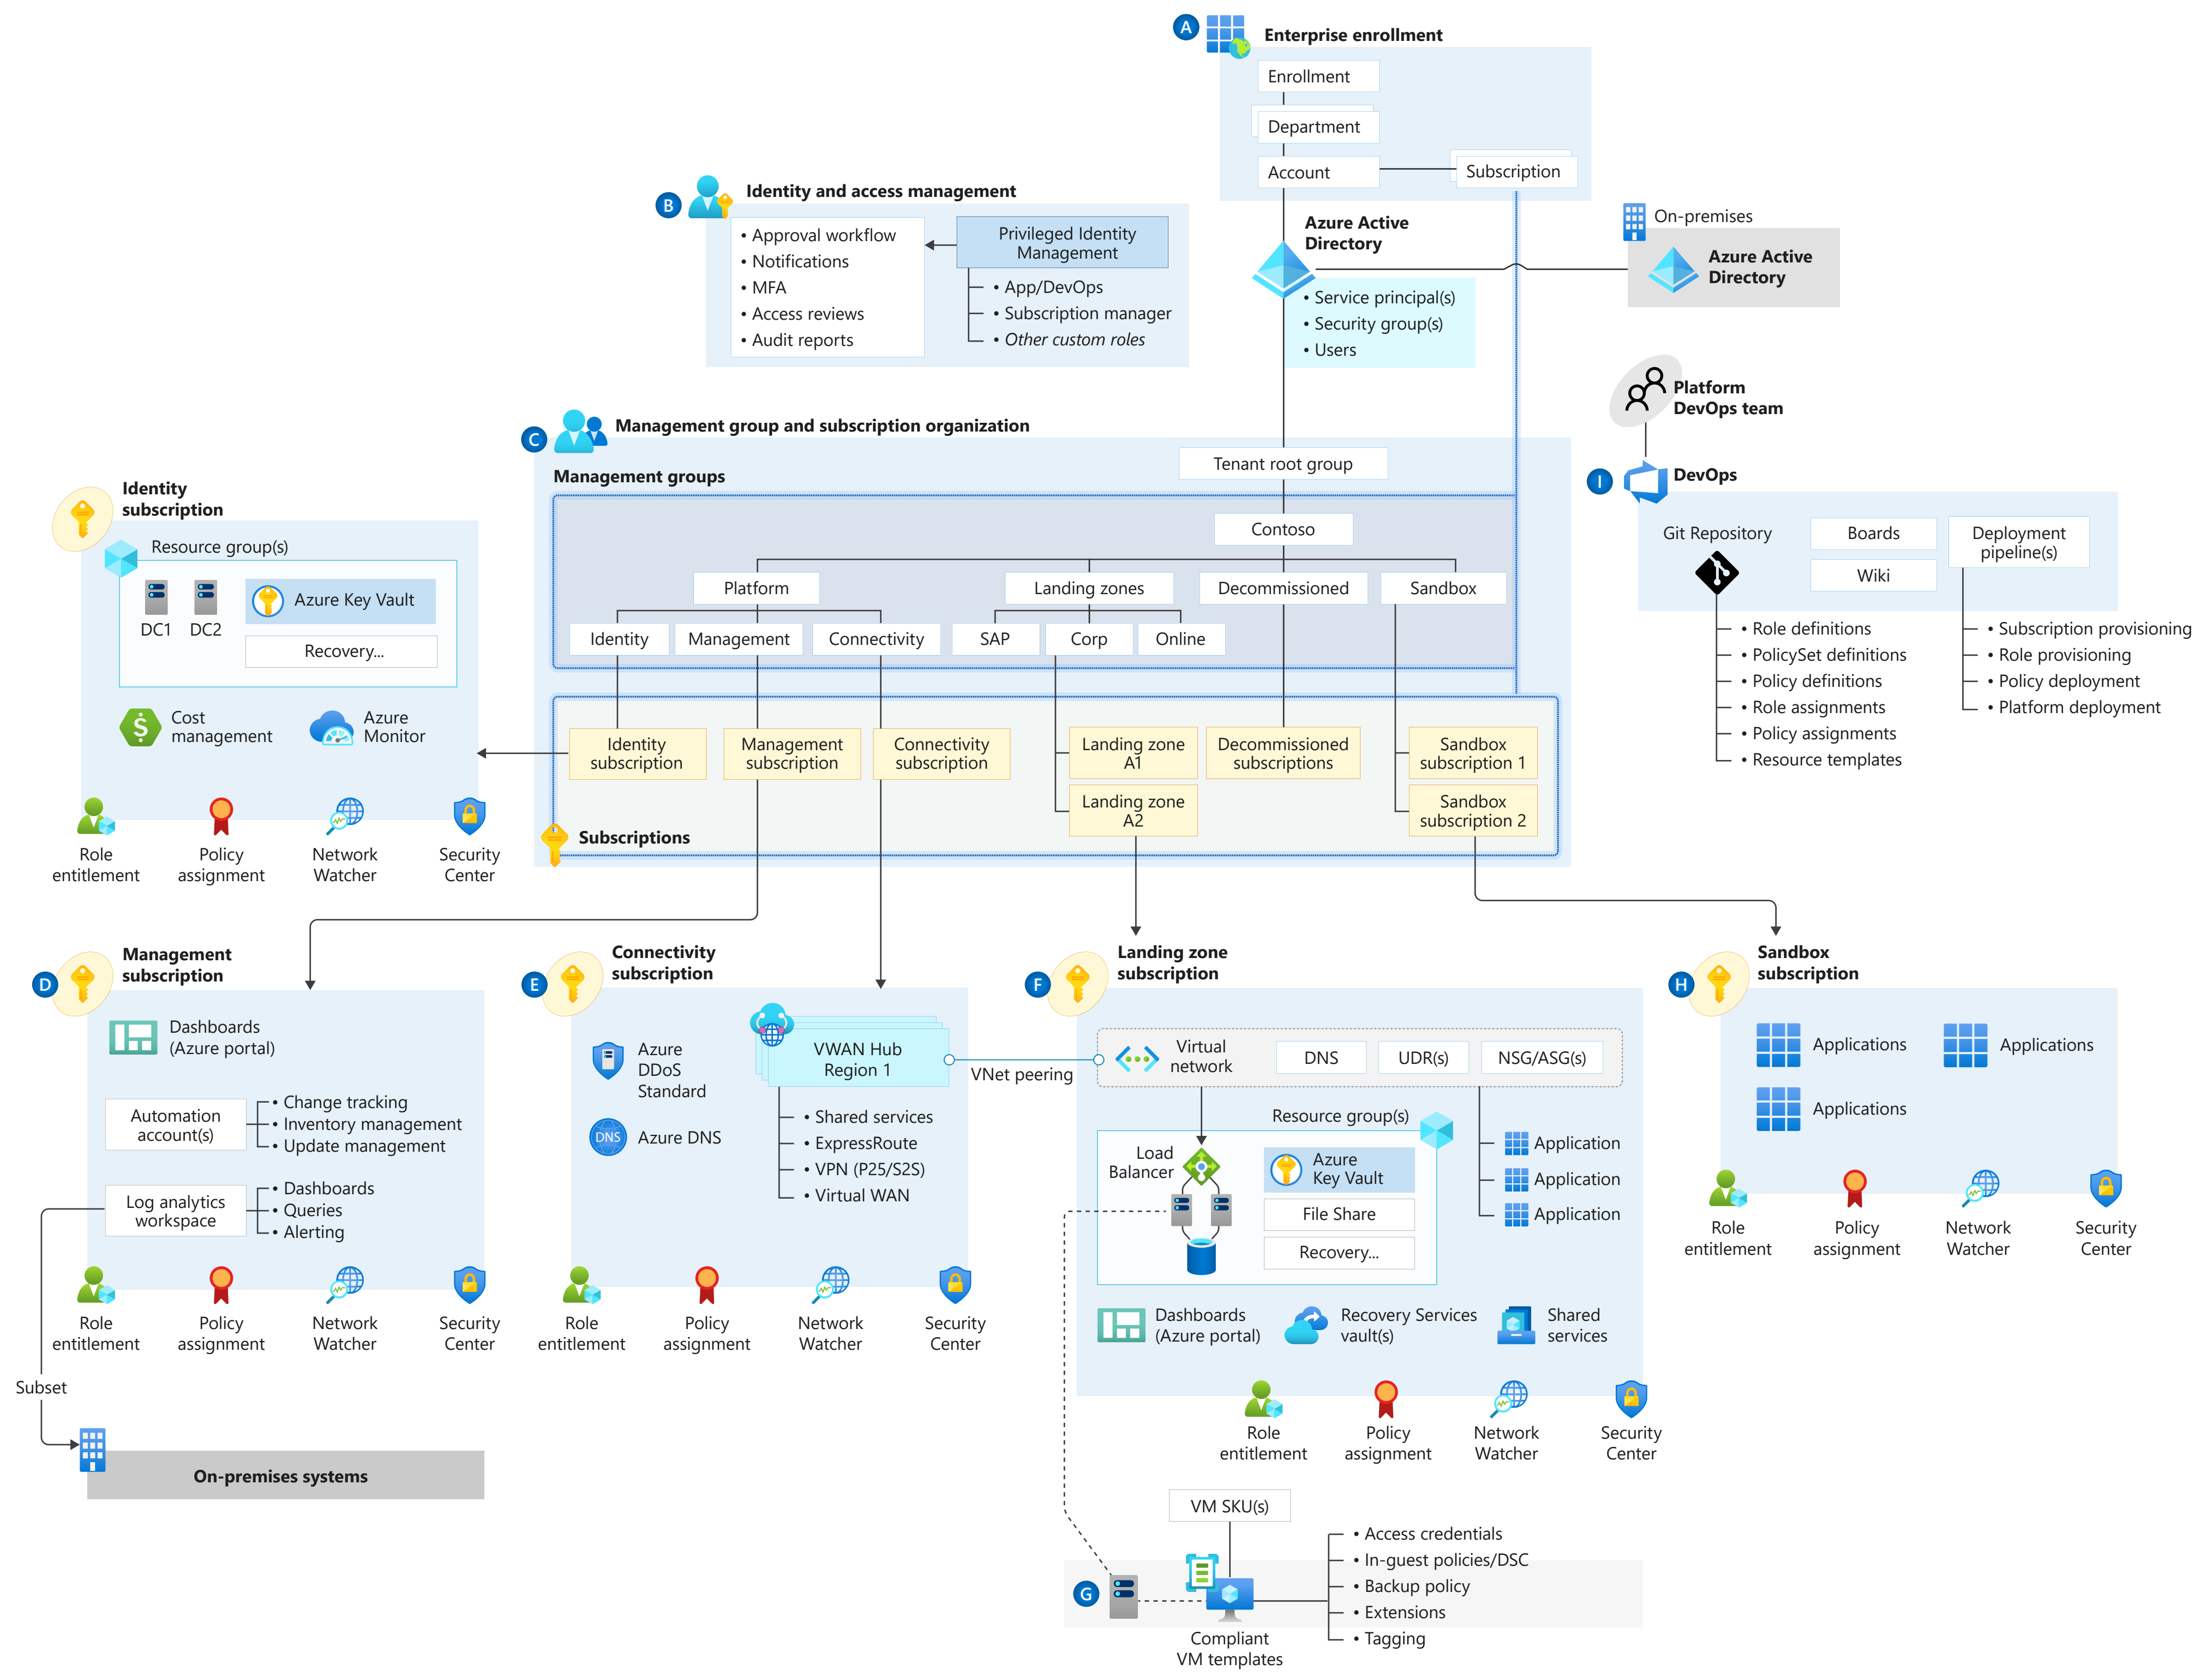 A
Enterprise enrollment
Enrollment
Department
Account
Subscription
B
Identity and access management
• Approval workflow
• Notifications
• MFA
• Access reviews
• Audit reports
Privileged Identity
Management
• App/DevOps
• Subscription manager
• Other custom roles
Azure Active
Directory
• Service principal(s)
• Security group(s)
• Users
On-premises
Azure Active
Directory
Platform
DevOps team
I
DevOps
Git Repository
Boards
Wiki
Deployment
pipeline(s)
• Role definitions
• PolicySet definitions
• Policy definitions
• Role assignments
• Policy assignments
• Resource templates
• Subscription provisioning
• Role provisioning
• Policy deployment
• Platform deployment
C
Management group and subscription organization
Management groups
Tenant root group
Contoso
Platform
Landing zones
Decommissioned
Sandbox
Identity
Management
Connectivity
SAP
Corp
Online
Identity
subscription
Management
subscription
Connectivity
subscription
Landing zone
A1
Landing zone
A2
Decommissioned
subscriptions
Sandbox
subscription 1
Sandbox
subscription 2
Subscriptions
Identity
subscription
Resource group(s)
DC1
DC2
Azure Key Vault
Recovery...
Cost
management
Azure
Monitor
Role
entitlement
Policy
assignment
Network
Watcher
Security
Center
D
Management
subscription
Dashboards
(Azure portal)
Automation
account(s)
• Change tracking
• Inventory management
• Update management
Log analytics
workspace
• Dashboards
• Queries
• Alerting
Role
entitlement
Policy
assignment
Network
Watcher
Security
Center
Subset
On-premises systems
E
Connectivity
subscription
Azure
DDoS
Standard
DNS
Azure DNS
VWAN Hub
Region 1
• Shared services
• ExpressRoute
• VPN (P25/S2S)
• Virtual WAN
VNet peering
Role
entitlement
Policy
assignment
Network
Watcher
Security
Center
F
Landing zone
subscription
Virtual
network
DNS
UDR(s)
NSG/ASG(s)
Resource group(s)
Load
Balancer
Azure
Key Vault
File Share
Recovery...
Application
Application
Application
Dashboards
(Azure portal)
Recovery Services
vault(s)
Shared
services
Role
entitlement
Policy
assignment
Network
Watcher
Security
Center
H
Sandbox
subscription
Applications
Applications
Applications
Role
entitlement
Policy
assignment
Network
Watcher
Security
Center
G
VM SKU(s)
Compliant
VM templates
• Access credentials
• In-guest policies/DSC
• Backup policy
• Extensions
• Tagging